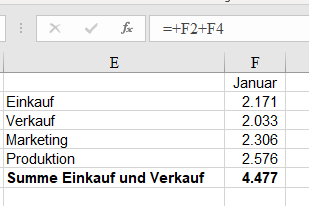 fx =+F2+F4
E F
Januar
Einkauf 2.171
Verkauf 2.033
Marketing 2.306
Produktion 2.576
Summe Einkauf und Verkauf 4.477